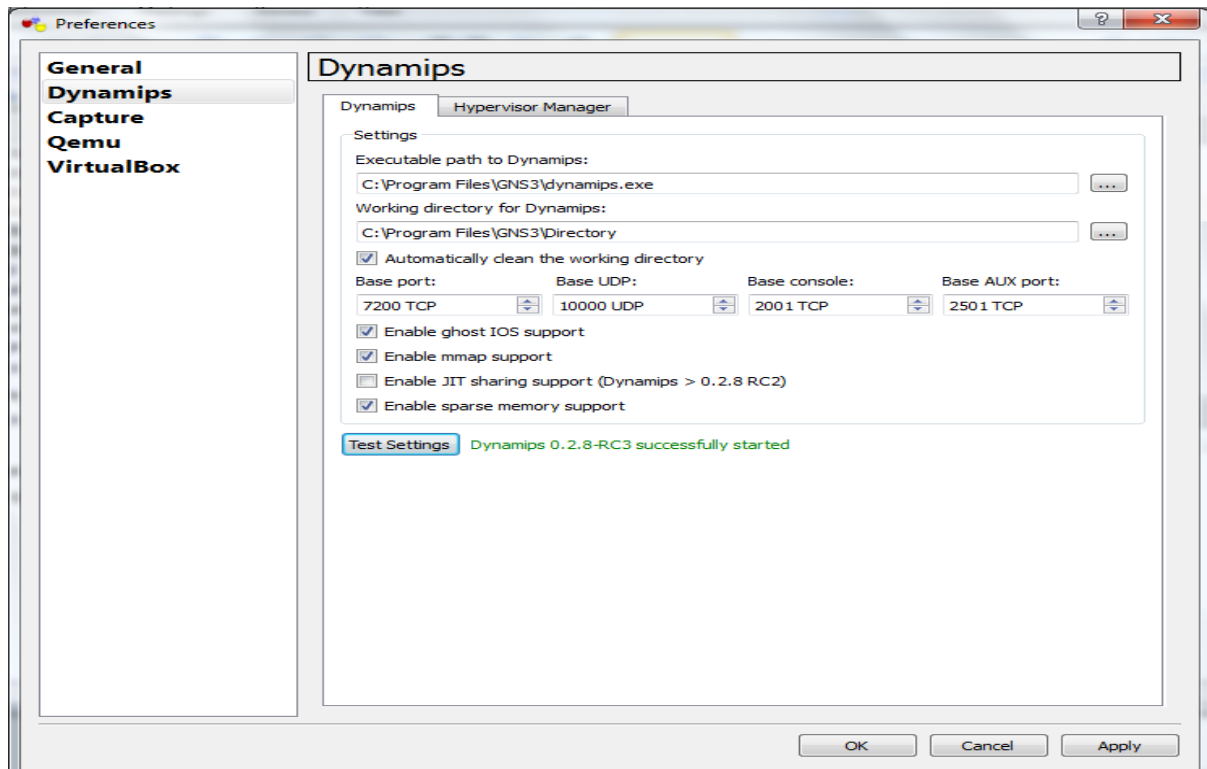 Preferences
General
Dynamips
Capture
Qemu
VirtualBox
Dynamips
Dynamips Hypervisor Manager
Settings
Executable path to Dynamips:
C:\Program Files\GNS3\dynamips.exe ...
Working directory for Dynamips:
C:\Program Files\GNS3\Directory ...
Automatically clean the working directory
Base port: Base UDP: Base console: Base AUX port:
7200 TCP 10000 UDP 2001 TCP 2501 TCP
Enable ghost IOS support
Enable mmap support
Enable JIT sharing support (Dynamips > 0.2.8 RC2)
Enable sparse memory support
Test Settings Dynamips 0.2.8-RC3 successfully started
OK Cancel Apply